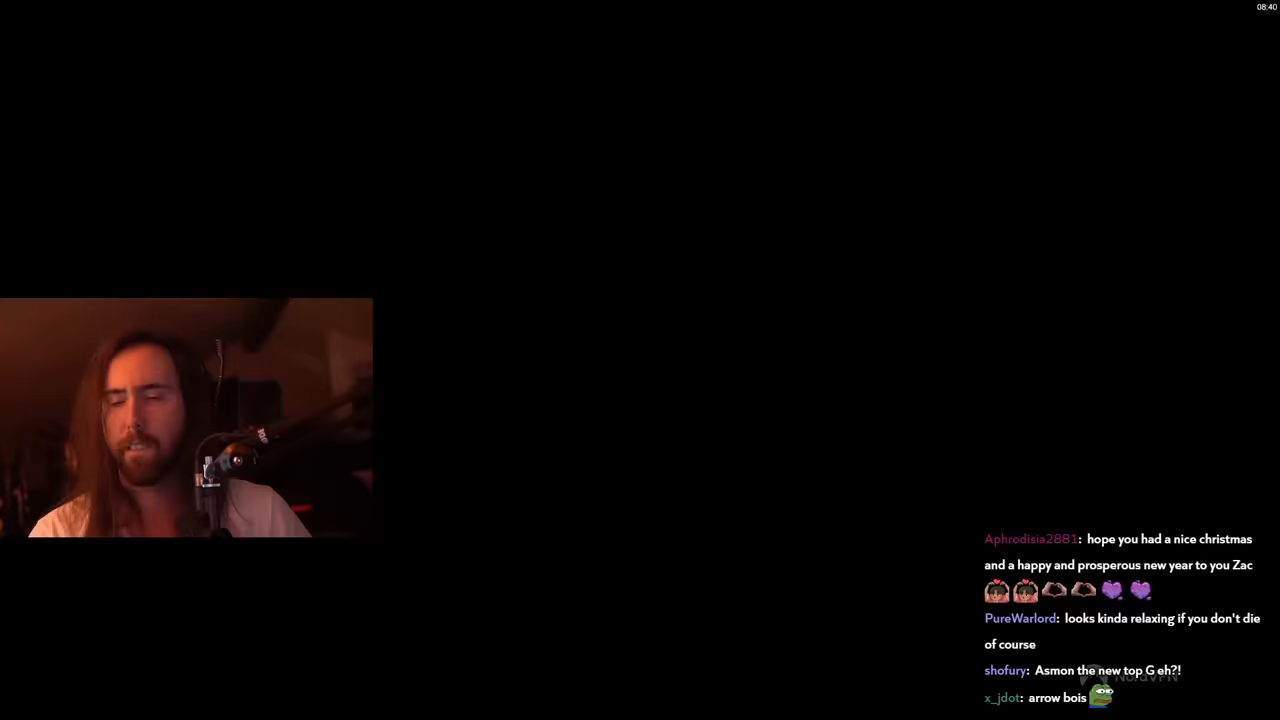 08:40
Aphrodisia2881: hope you had a nice christmas
and a happy and prosperous new year to you Zac
PureWarlord: looks kinda relaxing if you don't die
of course
shofury: Asmon the new top G eh?!
NordVPN
x_jdot: arrow bois